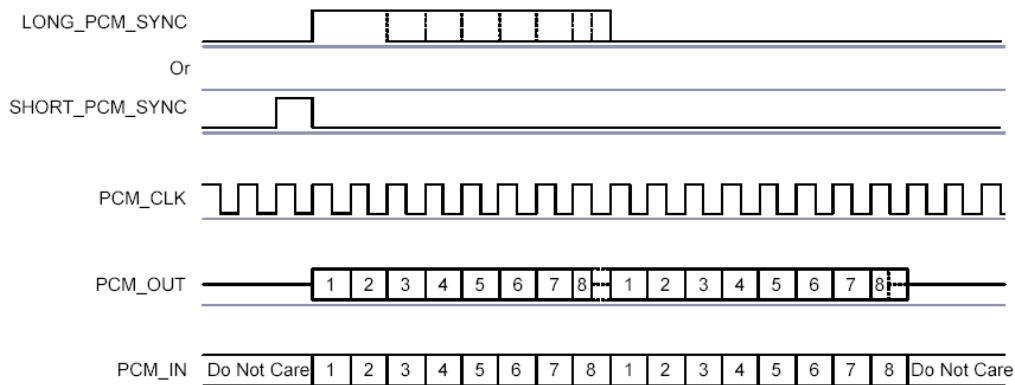 LONG_PCM_SYNC
Or
SHORT_PCM_SYNC
PCM_CLK
PCM_OUT 1 2 3 4 5 6 7 8 1 2 3 4 5 6 7 8
PCM_IN Do Not Care 1 2 3 4 5 6 7 8 1 2 3 4 5 6 7 8 Do Not Care